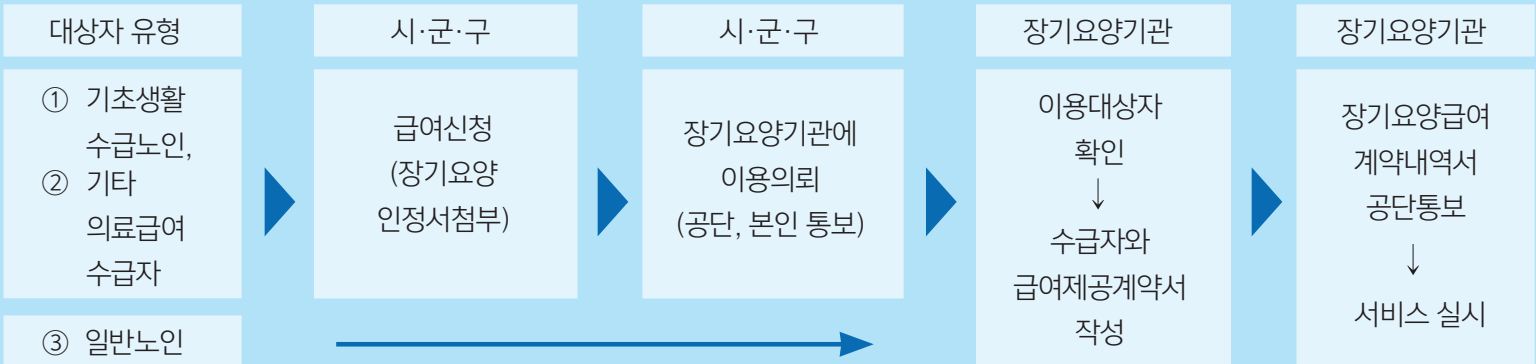 대상자 유형
① 기초생활
수급노인,
② 기타
의료급여
수급자
③ 일반노인
시·군·구
급여신청
(장기요양
인정서첨부)
시·군·구
장기요양기관에
이용의뢰
(공단, 본인 통보)
장기요양기관
이용대상자
확인
↓
수급자와
급여제공계약서
작성
장기요양기관
장기요양급여
계약내역서
공단통보
↓
서비스 실시